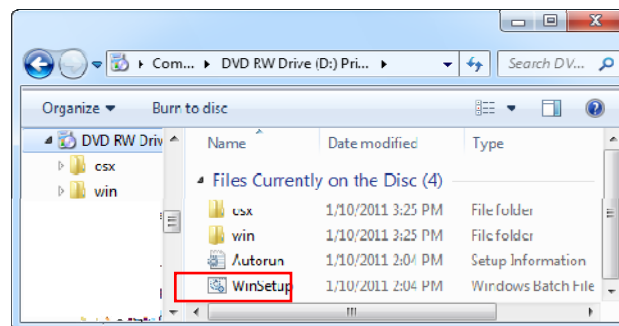 Com... DVD RW Drive (D:) Pri... Search DV...
Organize Burn to disc
DVD RW Driv
osx
win
Name Date modified Type
Files Currently on the Disc (4)
osx 1/10/2011 3:25 PM File folder
win 1/10/2011 3:25 PM File folder
Autorun 1/10/2011 2:04 PM Setup Information
WinSetup 1/10/2011 2:04 PM Windows Batch File